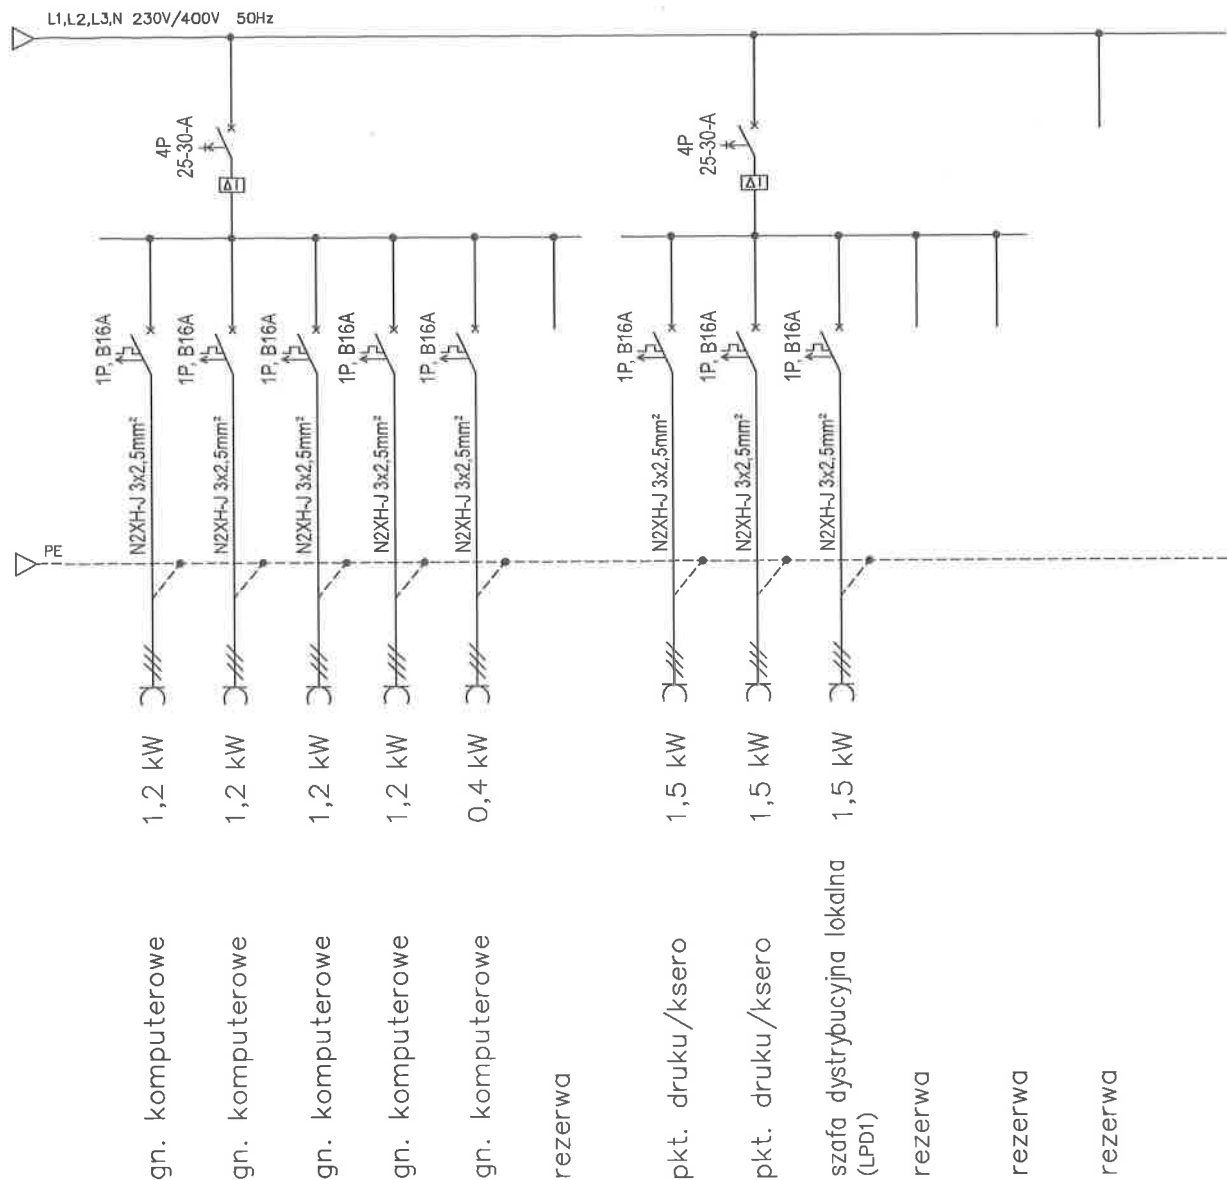 L1,L2,L3,N 230V/400V 50Hz
4P
25-30-A
ΔI
4P
25-30-A
ΔI
1P, B16A
1P, B16A
1P, B16A
1P, B16A
1P, B16A
1P, B16A
1P, B16A
1P, B16A
N2XH-J 3x2,5mm²
N2XH-J 3x2,5mm²
N2XH-J 3x2,5mm²
N2XH-J 3x2,5mm²
N2XH-J 3x2,5mm²
N2XH-J 3x2,5mm²
N2XH-J 3x2,5mm²
N2XH-J 3x2,5mm²
PE
1,2 kW
1,2 kW
1,2 kW
1,2 kW
0,4 kW
1,5 kW
1,5 kW
1,5 kW
gn. komputerowe
gn. komputerowe
gn. komputerowe
gn. komputerowe
gn. komputerowe
rezerwa
pkt. druku/ksero
pkt. druku/ksero
szafa dystrybucyjna lokalna
(LPD1)
rezerwa
rezerwa
rezerwa